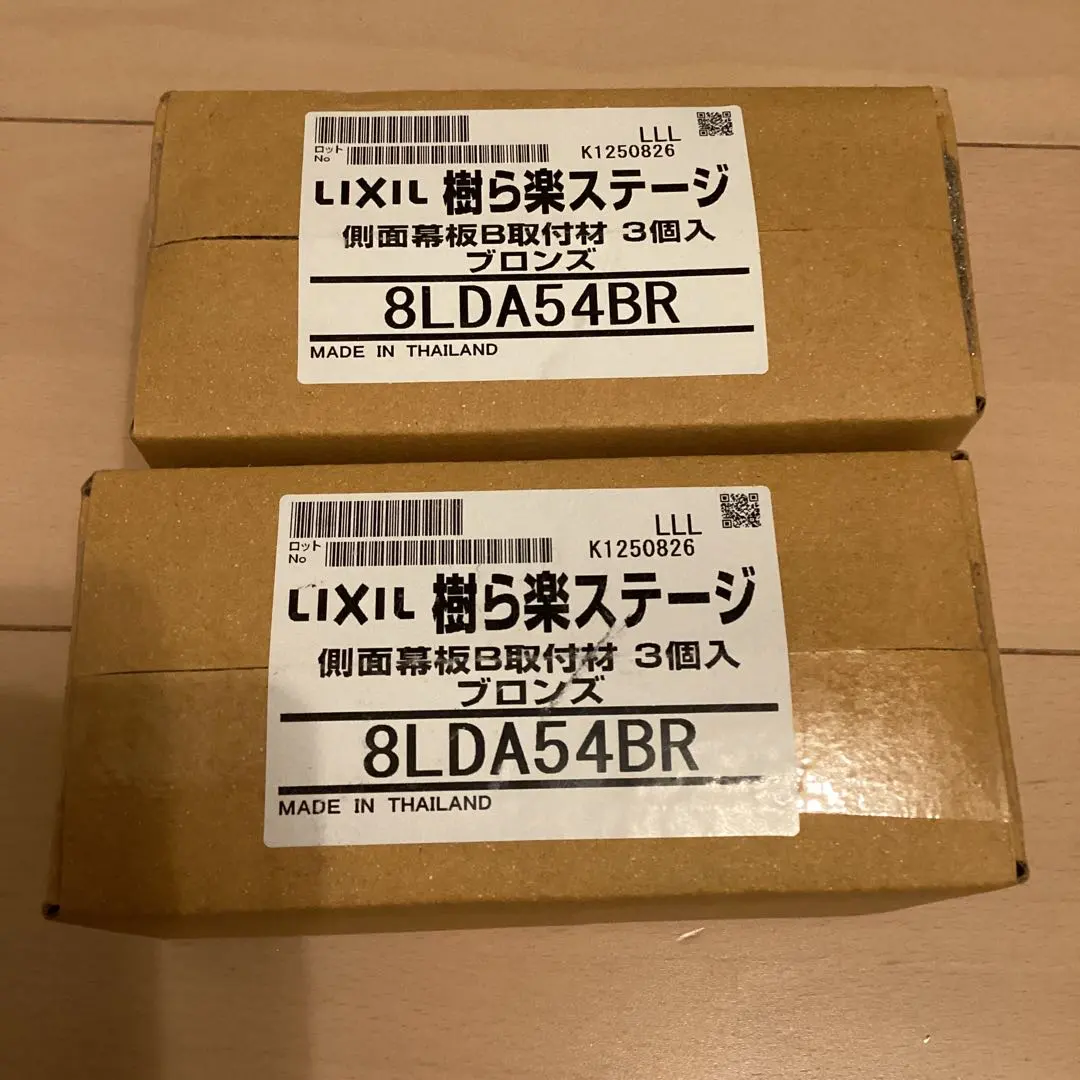 LLL
ロット
No
K1250826
LIXIL 樹ら楽ステージ
側面幕板B取付材 3個入
ブロンズ
8LDA54BR
MADE IN THAILAND
LLL
ロット
No
K1250826
LIXIL 樹ら楽ステージ
側面幕板B取付材 3個入
ブロンズ
8LDA54BR
MADE IN THAILAND